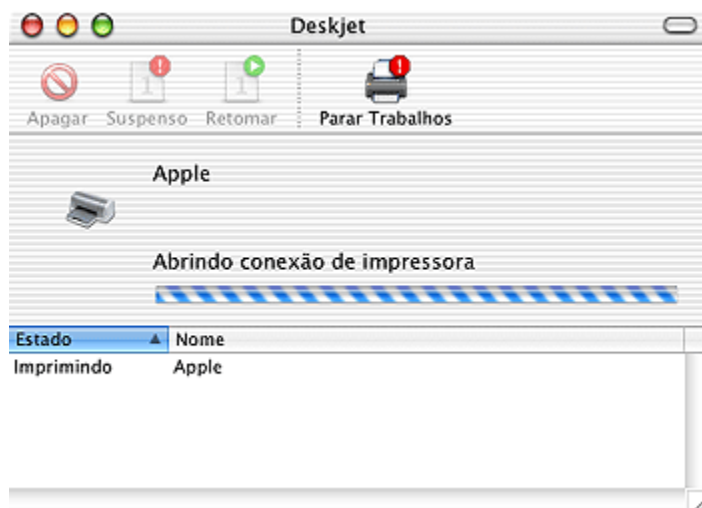 Deskjet
Apagar Suspenso Retomar Parar Trabalhos
Apple
Abrindo conexão de impressora
Estado Nome
Imprimindo Apple